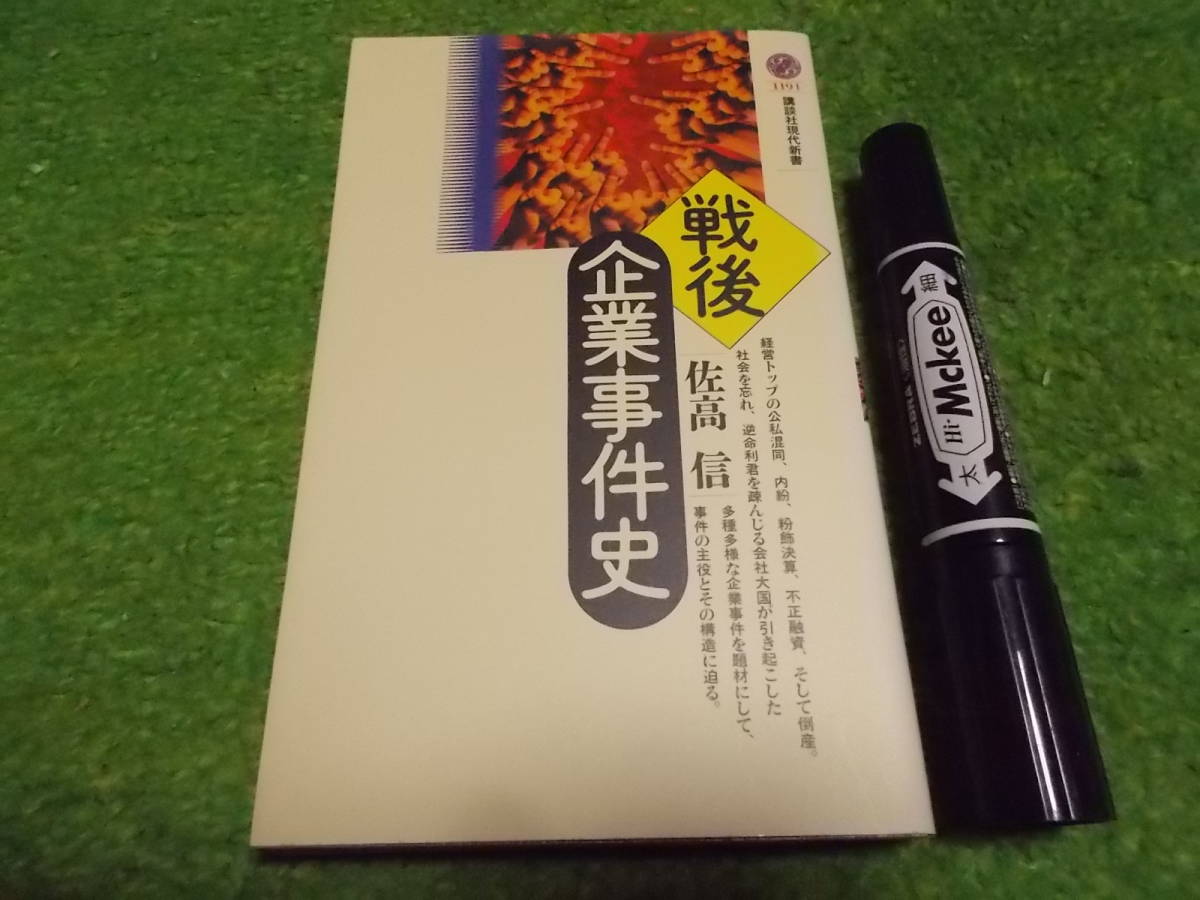 1191
講談社現代新書
戦後
企業事件史
佐高 信
経営トップの公私混同、内紛、粉飾決算、不正融資、そして倒産。
社会を忘れ、逆命利君を疎んじる会社大国が引き起こした
多種多様な企業事件を題材にして、
事件の主役とその構造に迫る。
細
Hi-Mckee
太
ZEBRA